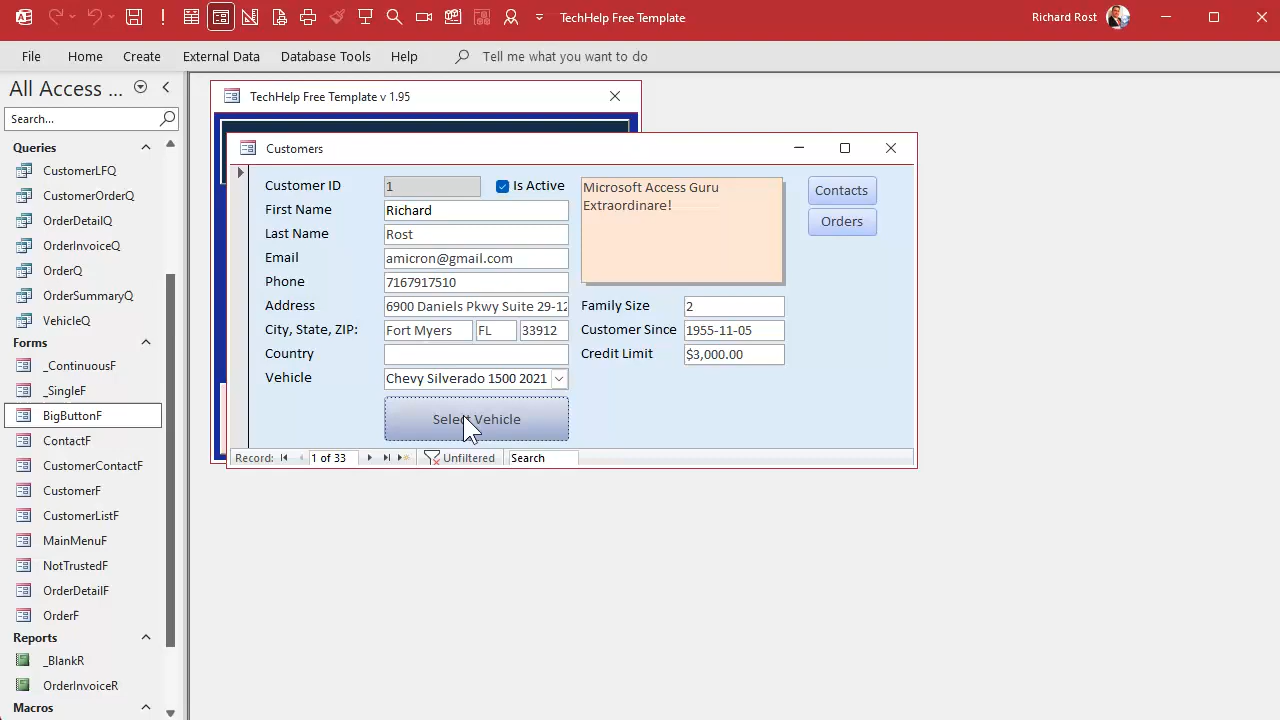 TechHelp Free Template
Richard Rost
File
Home
Create
External Data
Database Tools
Help
Tell me what you want to do
All Access ...
Search...
Queries
CustomerLFQ
CustomerOrderQ
OrderDetailQ
OrderInvoiceQ
OrderQ
OrderSummaryQ
VehicleQ
Forms
_ContinuousF
_SingleF
BigButtonF
ContactF
CustomerContactF
CustomerF
CustomerListF
MainMenuF
NotTrustedF
OrderDetailF
OrderF
Reports
_BlankR
OrderInvoiceR
Macros
TechHelp Free Template v 1.95
Customers
Customer ID 1 Is Active
First Name Richard
Last Name Rost
Email amicron@gmail.com
Phone 7167917510
Address 6900 Daniels Pkwy Suite 29-12
City, State, ZIP: Fort Myers FL 33912
Country
Vehicle Chevy Silverado 1500 2021
Select Vehicle
Microsoft Access Guru
Extraordinare!
Family Size 2
Customer Since 1955-11-05
Credit Limit $3,000.00
Contacts
Orders
Record: 1 of 33 Unfiltered Search